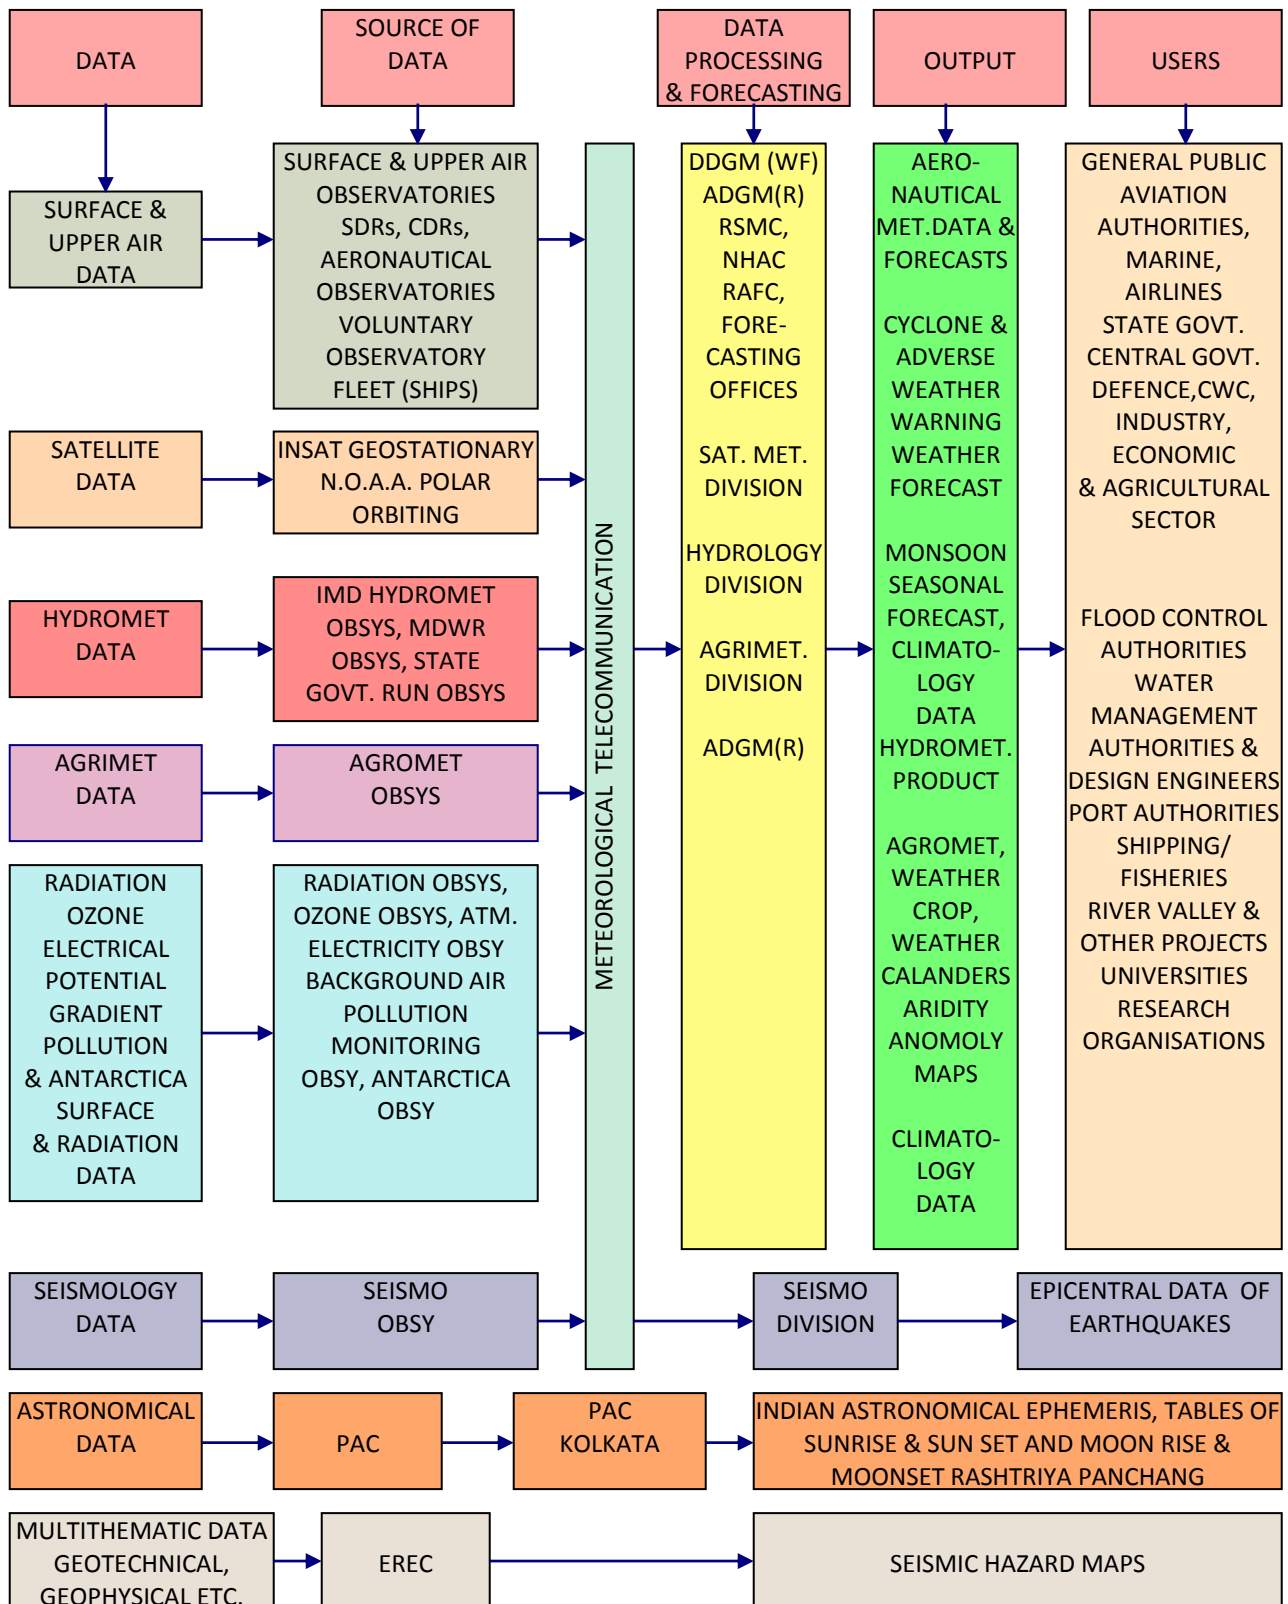 DATA
SOURCE OF
DATA
DATA
PROCESSING
& FORECASTING
OUTPUT
USERS
SURFACE &
UPPER AIR
DATA
SURFACE & UPPER AIR
OBSERVATORIES
SDRs, CDRs,
AERONAUTICAL
OBSERVATORIES
VOLUNTARY
OBSERVATORY
FLEET (SHIPS)
SATELLITE
DATA
INSAT GEOSTATIONARY
N.O.A.A. POLAR
ORBITING
HYDROMET
DATA
IMD HYDROMET
OBSYS, MDWR
OBSYS, STATE
GOVT. RUN OBSYS
AGRIMET
DATA
AGROMET
OBSYS
RADIATION
OZONE
ELECTRICAL
POTENTIAL
GRADIENT
POLLUTION
& ANTARCTICA
SURFACE
& RADIATION
DATA
RADIATION OBSYS,
OZONE OBSYS, ATM.
ELECTRICITY OBSY
BACKGROUND AIR
POLLUTION
MONITORING
OBSY, ANTARCTICA
OBSY
METEOROLOGICAL TELECOMMUNICATION
DDGM (WF)
ADGM(R)
RSMC,
NHAC
RAFC,
FORE-
CASTING
OFFICES
SAT. MET.
DIVISION
HYDROLOGY
DIVISION
AGRIMET.
DIVISION
ADGM(R)
AERO-
NAUTICAL
MET.DATA &
FORECASTS
CYCLONE &
ADVERSE
WEATHER
WARNING
WEATHER
FORECAST
MONSOON
SEASONAL
FORECAST,
CLIMATO-
LOGY
DATA
HYDROMET.
PRODUCT
AGROMET,
WEATHER
CROP,
WEATHER
CALANDERS
ARIDITY
ANOMOLY
MAPS
CLIMATO-
LOGY
DATA
GENERAL PUBLIC
AVIATION
AUTHORITIES,
MARINE,
AIRLINES
STATE GOVT.
CENTRAL GOVT.
DEFENCE,CWC,
INDUSTRY,
ECONOMIC
& AGRICULTURAL
SECTOR
FLOOD CONTROL
AUTHORITIES
WATER
MANAGEMENT
AUTHORITIES &
DESIGN ENGINEERS
PORT AUTHORITIES
SHIPPING/
FISHERIES
RIVER VALLEY &
OTHER PROJECTS
UNIVERSITIES
RESEARCH
ORGANISATIONS
SEISMOLOGY
DATA
SEISMO
OBSY
SEISMO
DIVISION
EPICENTRAL DATA OF
EARTHQUAKES
ASTRONOMICAL
DATA
PAC
PAC
KOLKATA
INDIAN ASTRONOMICAL EPHEMERIS, TABLES OF
SUNRISE & SUN SET AND MOON RISE &
MOONSET RASHTRIYA PANCHANG
MULTITHEMATIC DATA
GEOTECHNICAL,
GEOPHYSICAL ETC.
EREC
SEISMIC HAZARD MAPS